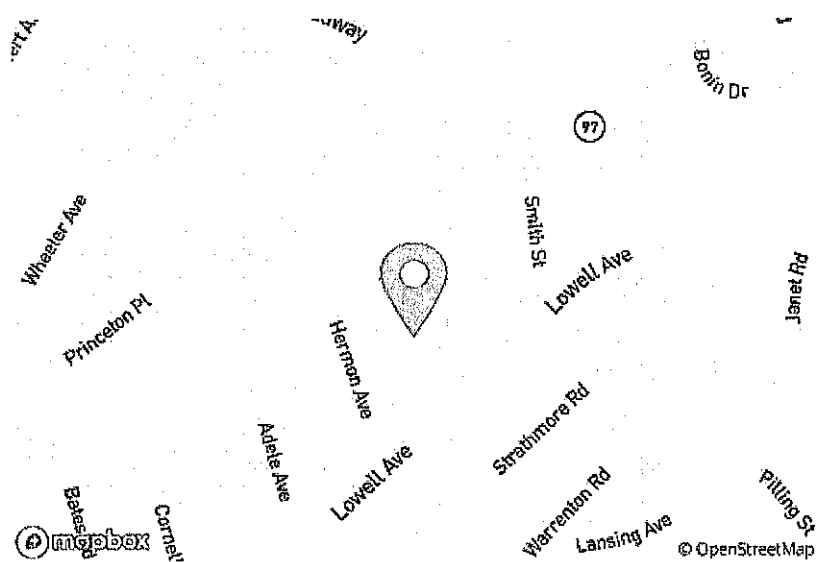 Bonin Dr
97
Wheeler Ave
Smith St
Lowell Ave
Janet Rd
Princeton Pl
Hermon Ave
Strathmore Rd
Adele Ave
Lowell Ave
Warrenton Rd
Pilling St
Lansing Ave
mapbox
© OpenStreetMap